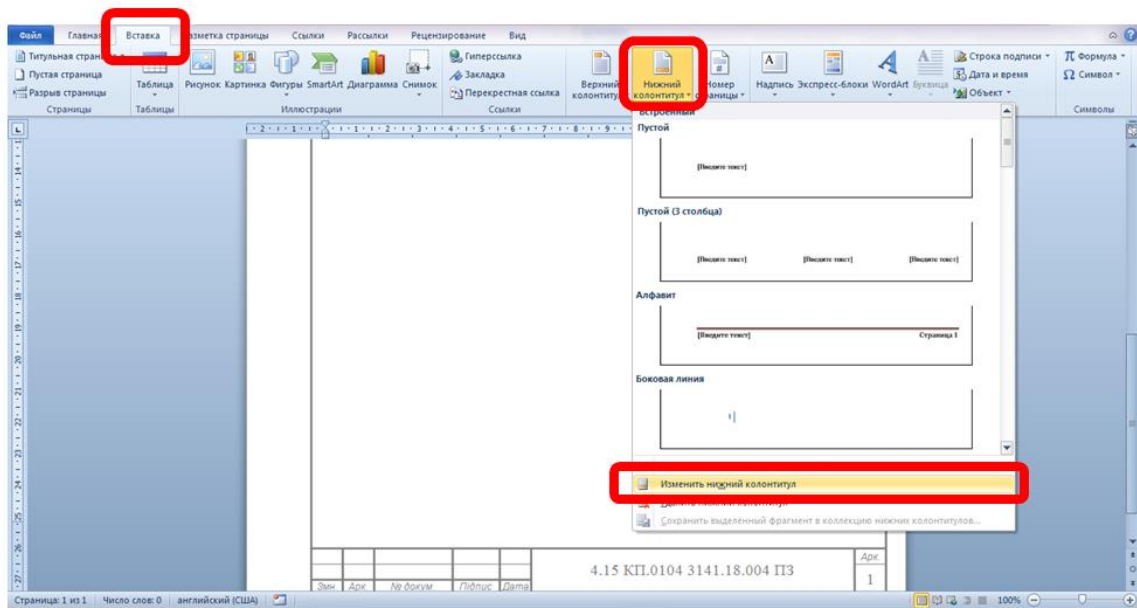 Файл Главная Вставка Разметка страницы Ссылки Рассылки Рецензирование Вид
Титульная страница
Пустая страница
Разрыв страницы
Страницы
Таблица
Таблицы
Рисунок Картинка Фигуры SmartArt Диаграмма Снимок
Иллюстрации
Гиперссылка
Закладка
Перекрестная ссылка
Ссылки
Верхний колонтитул
Нижний колонтитул
Номер страницы
Надпись Экспресс-блоки WordArt Буквица
Строка подписи
Дата и время
Объект
Формула
Символ
Символы
Встроенный
Пустой
[Введите текст]
Пустой (3 столбца)
[Введите текст] [Введите текст] [Введите текст]
Алфавит
[Введите текст] Страница 1
Боковая линия
1
Изменить нижний колонтитул
Удалить нижний колонтитул
Сохранить выделенный фрагмент в коллекцию нижних колонтитулов...
4.15 КП.0104 3141.18.004 ПЗ
Арк.
1
Змн Арк № докум. Підпис Дата
Страница: 1 из 1 Число слов: 0 английский (США) 100%